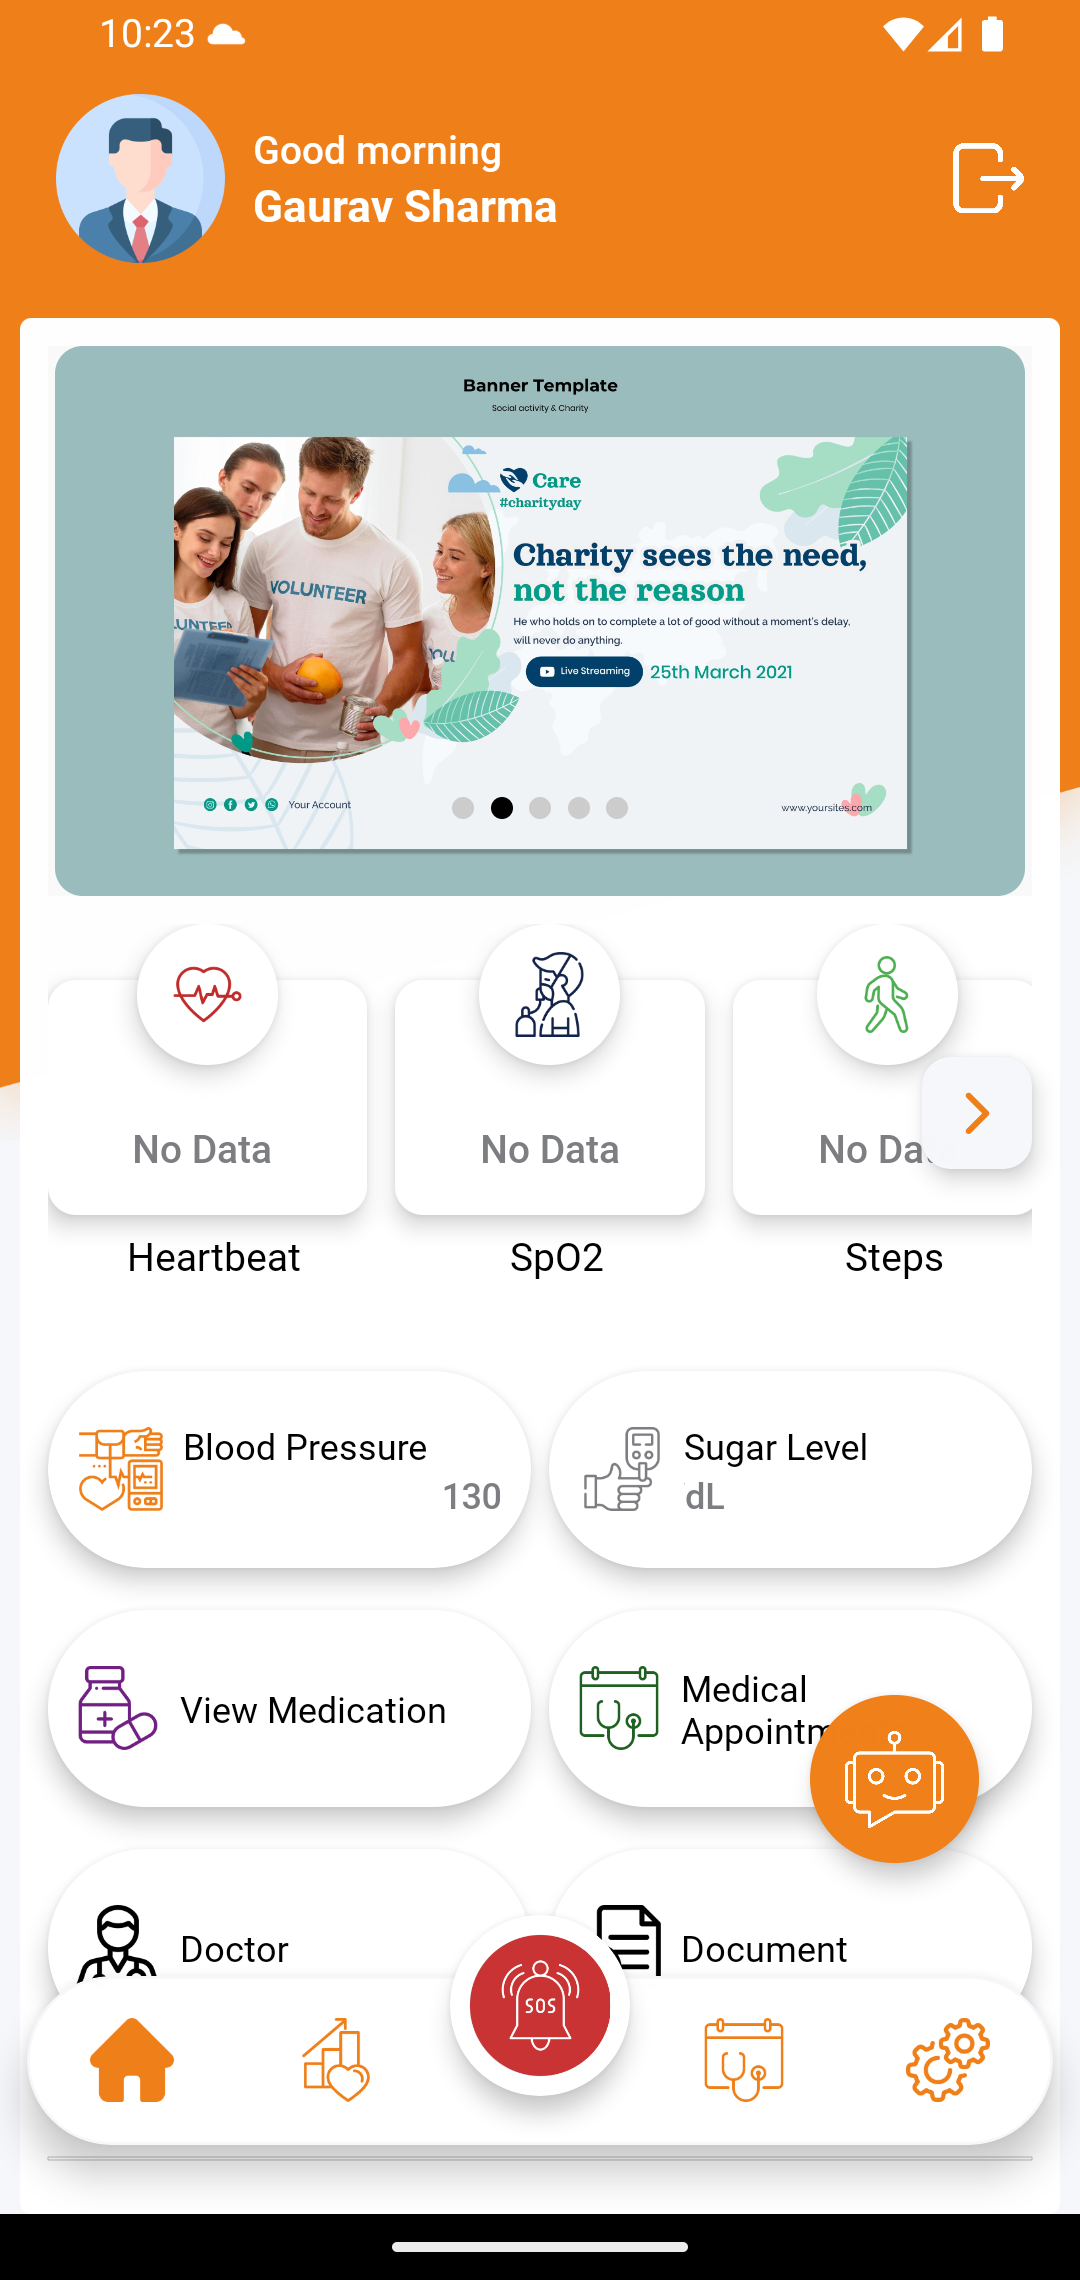 10:23
Good morning
Gaurav Sharma
Banner Template
Social activity & Charity
Care
#charityday
VOLUNTEER
Charity sees the need,
not the reason
He who holds on to complete a lot of good without a moment's delay,
will never do anything.
Live Streaming 25th March 2021
Your Account
www.yoursites.com
No Data
No Data
No Da
Heartbeat
SpO2
Steps
Blood Pressure
130
Sugar Level
dL
View Medication
Medical
Appointm
Doctor
Document
SOS